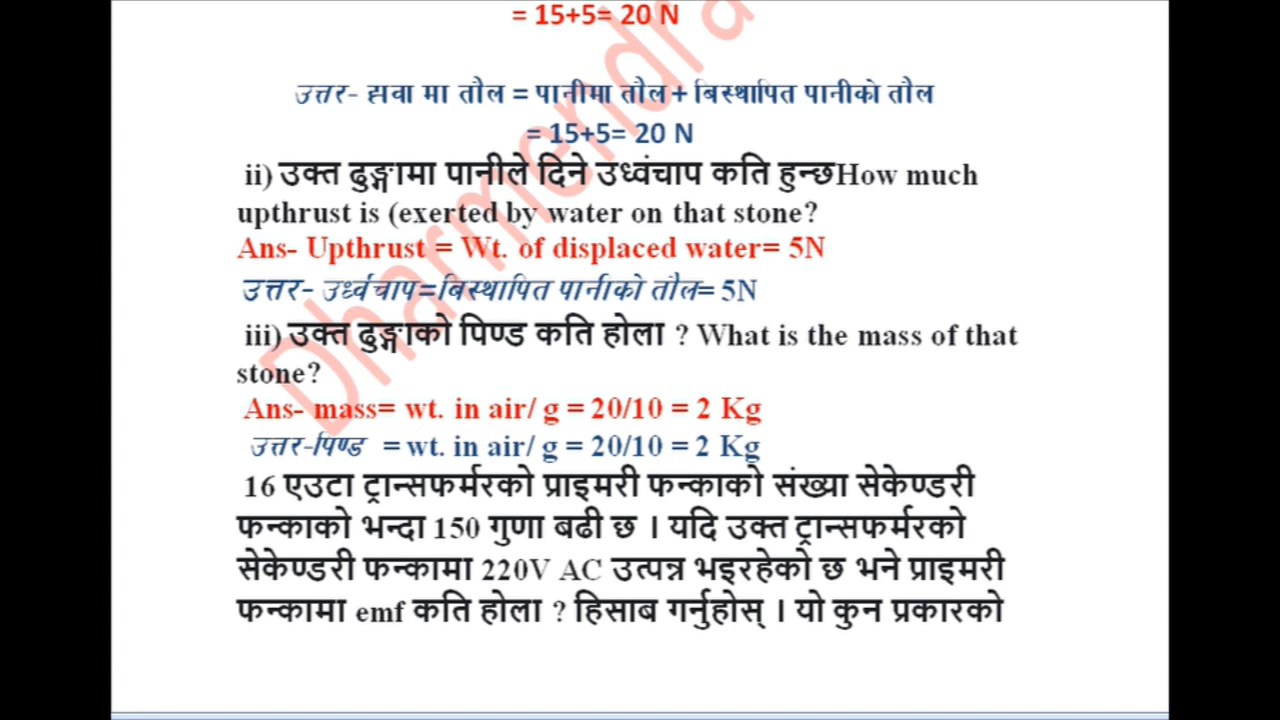 = 15+5= 20 N
उत्तर- हावा मा तौल = पानीमा तौल + बिस्थापित पानीको तौल
= 15+5= 20 N
ii) उक्त ढुङ्गामा पानीले दिने उध्वंचाप कति हुन्छHow much
upthrust is (exerted by water on that stone?
Ans- Upthrust = Wt. of displaced water= 5N
उत्तर- उर्ध्वचाप=बिस्थापित पानीको तौल= 5N
iii) उक्त ढुङ्गाको पिण्ड कति होला ? What is the mass of that
stone?
Ans- mass= wt. in air/ g = 20/10 = 2 Kg
उत्तर-पिण्ड = wt. in air/ g = 20/10 = 2 Kg
16 एउटा ट्रान्सफर्मरको प्राइमरी फन्काको संख्या सेकेण्डरी
फन्काको भन्दा 150 गुणा बढी छ । यदि उक्त ट्रान्सफर्मरको
सेकेण्डरी फन्कामा 220V AC उत्पन्न भइरहेको छ भने प्राइमरी
फन्कामा emf कति होला ? हिसाब गर्नुहोस् । यो कुन प्रकारको
Dharmendra